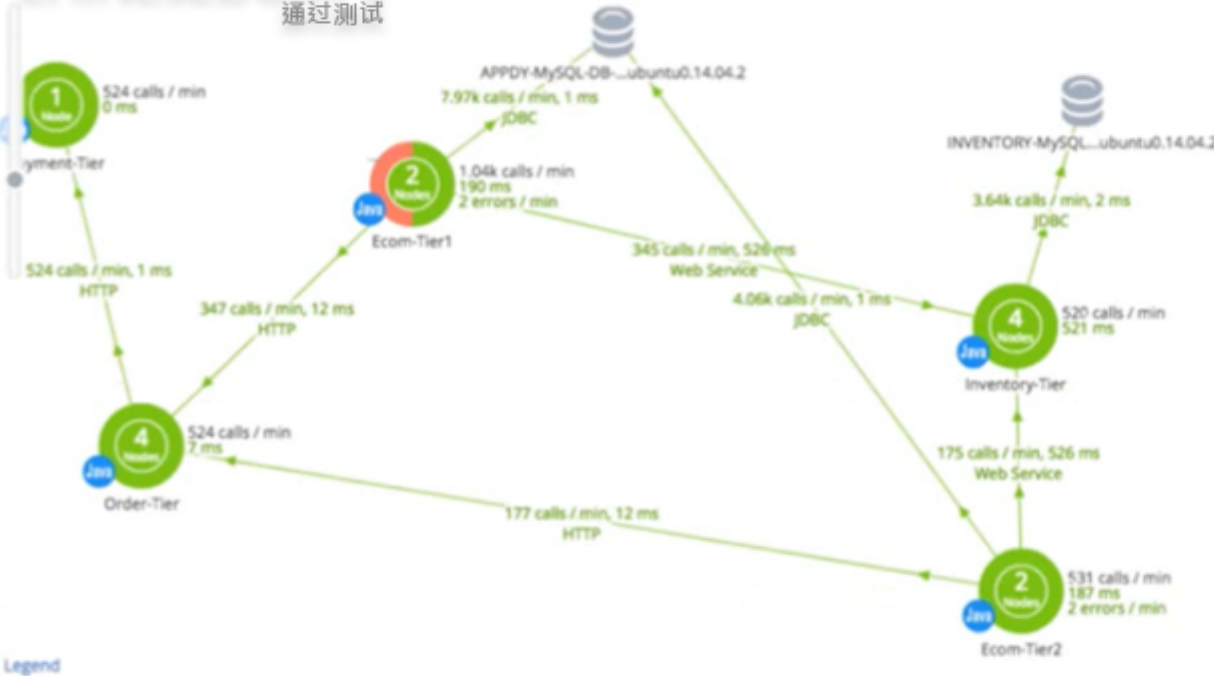 通过测试
APPDY-MySQL-DB-...ubuntu0.14.04.2
7.97k calls / min, 1 ms
JDBC
1
Node
524 calls / min
0 ms
yment-Tier
INVENTORY-MySQL...ubuntu0.14.04.2
2
Nodes
1.04k calls / min
190 ms
2 errors / min
Java
Ecom-Tier1
3.64k calls / min, 2 ms
JDBC
345 calls / min, 526 ms
Web Service
524 calls / min, 1 ms
HTTP
347 calls / min, 12 ms
HTTP
4.06k calls / min, 1 ms
JDBC
4
Nodes
520 calls / min
521 ms
Java
Inventory-Tier
4
Nodes
524 calls / min
7 ms
Java
Order-Tier
175 calls / min, 526 ms
Web Service
177 calls / min, 12 ms
HTTP
2
Nodes
531 calls / min
187 ms
2 errors / min
Java
Ecom-Tier2
Legend